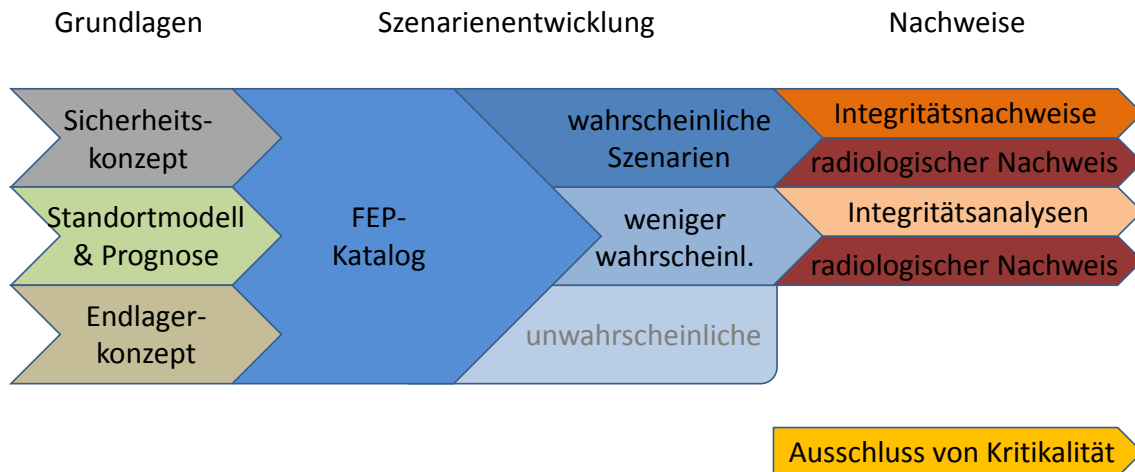 Grundlagen
Szenarienentwicklung
Nachweise
Sicherheits-
konzept
Standortmodell
& Prognose
Endlager-
konzept
FEP-
Katalog
wahrscheinliche
Szenarien
weniger
wahrscheinl.
unwahrscheinliche
Integritätsnachweise
radiologischer Nachweis
Integritätsanalysen
radiologischer Nachweis
Ausschluss von Kritikalität